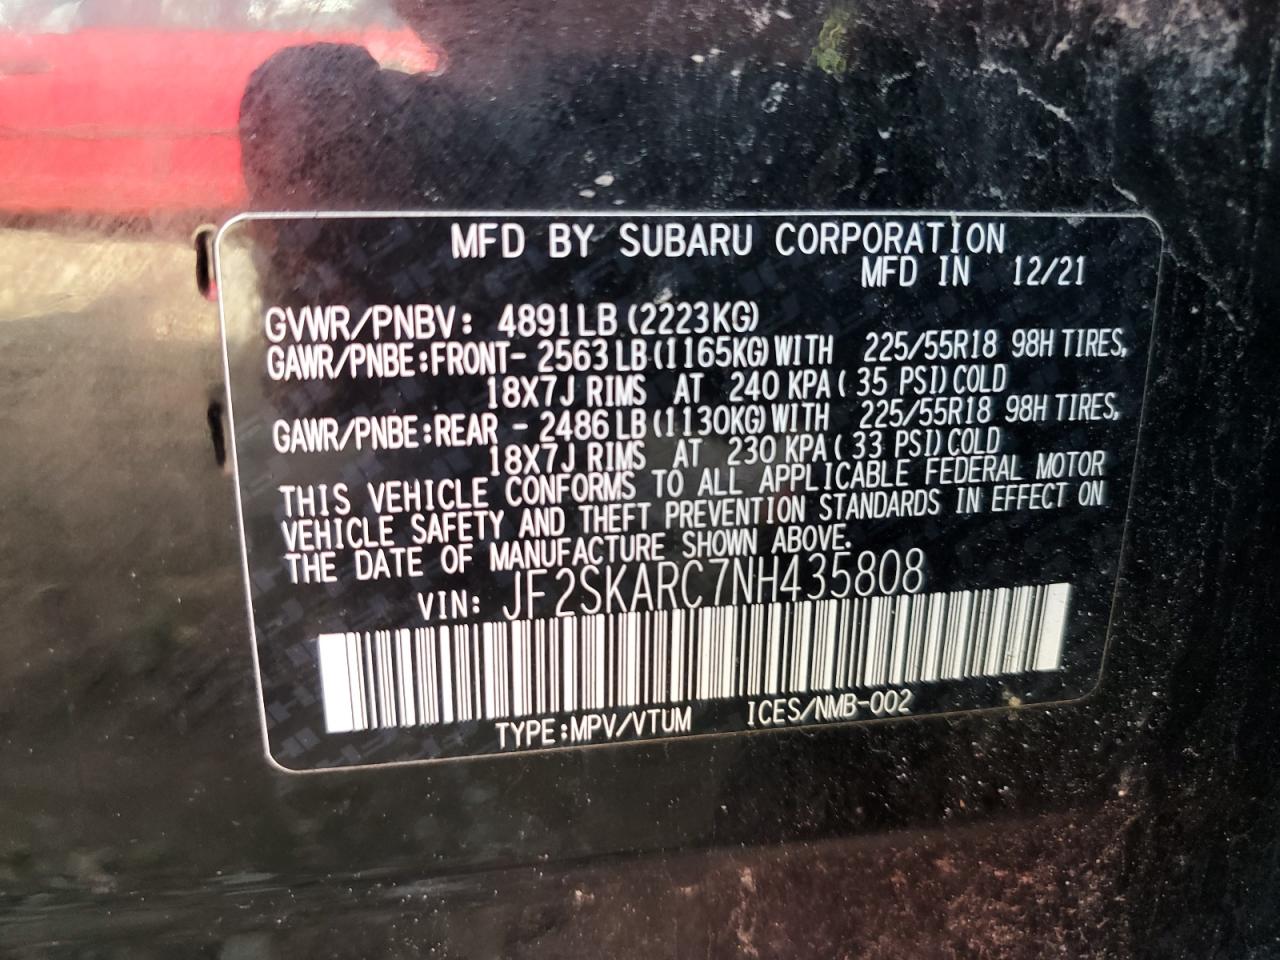 MFD BY SUBARU CORPORATION
MFD IN 12/21
GVWR/PNBV: 4891LB (2223KG)
GAWR/PNBE:FRONT- 2563LB (1165KG)WITH 225/55R18 98H TIRES,
18X7J RIMS AT 240 KPA ( 35 PSI)COLD
GAWR/PNBE:REAR - 2486LB (1130KG)WITH 225/55R18 98H TIRES,
18X7J RIMS AT 230 KPA ( 33 PSI)COLD
THIS VEHICLE CONFORMS TO ALL APPLICABLE FEDERAL MOTOR
VEHICLE SAFETY AND THEFT PREVENTION STANDARDS IN EFFECT ON
THE DATE OF MANUFACTURE SHOWN ABOVE.
VIN: JF2SKARC7NH435808
TYPE:MPV/VTUM ICES/NMB-002